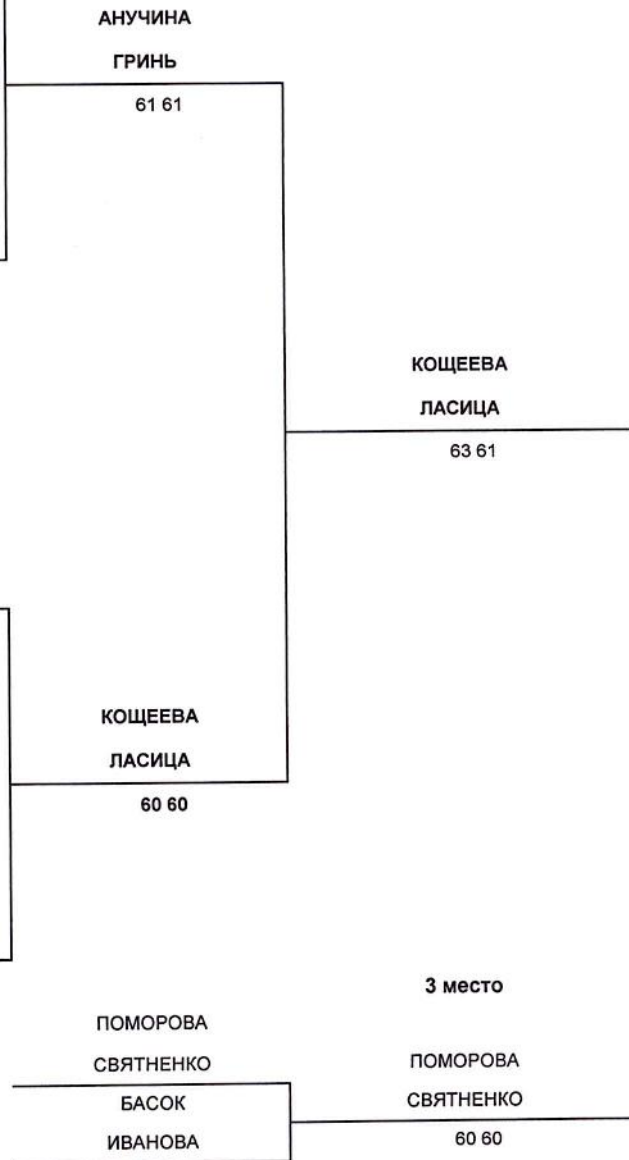 АНУЧИНА
ГРИНЬ
61 61
КОЩЕЕВА
ЛАСИЦА
63 61
КОЩЕЕВА
ЛАСИЦА
60 60
3 место
ПОМОРОВА
СВЯТНЕНКО
БАСОК
ИВАНОВА
ПОМОРОВА
СВЯТНЕНКО
60 60